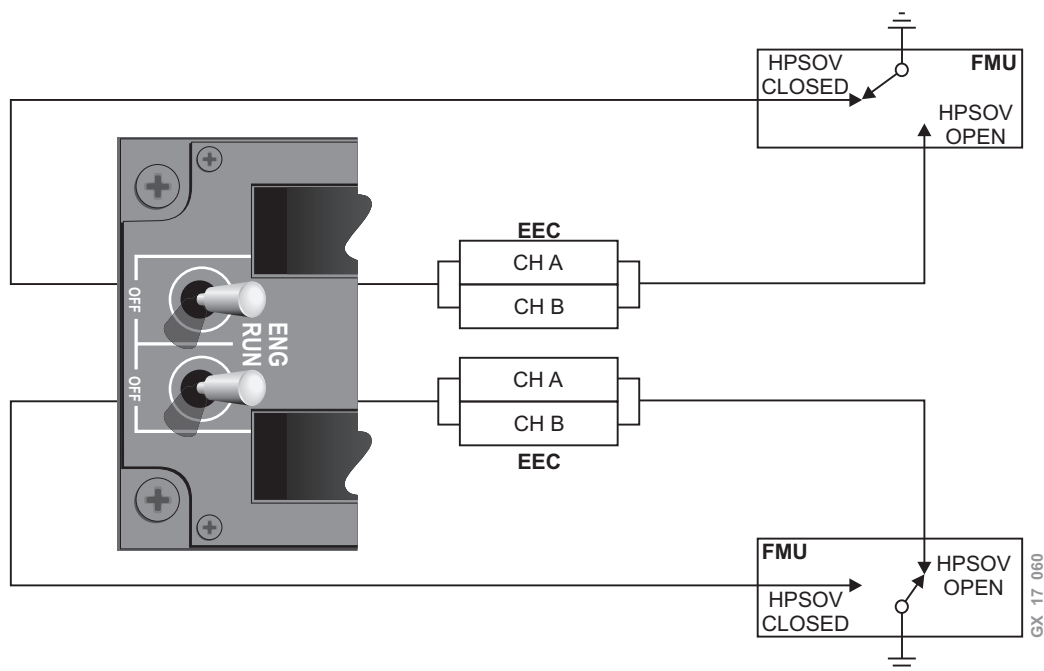 HPSOV
CLOSED
FMU
HPSOV
OPEN
EEC
CH A
CH B
OFF
ENG
RUN
OFF
CH A
CH B
EEC
FMU
HPSOV
OPEN
HPSOV
CLOSED
GX 17 060